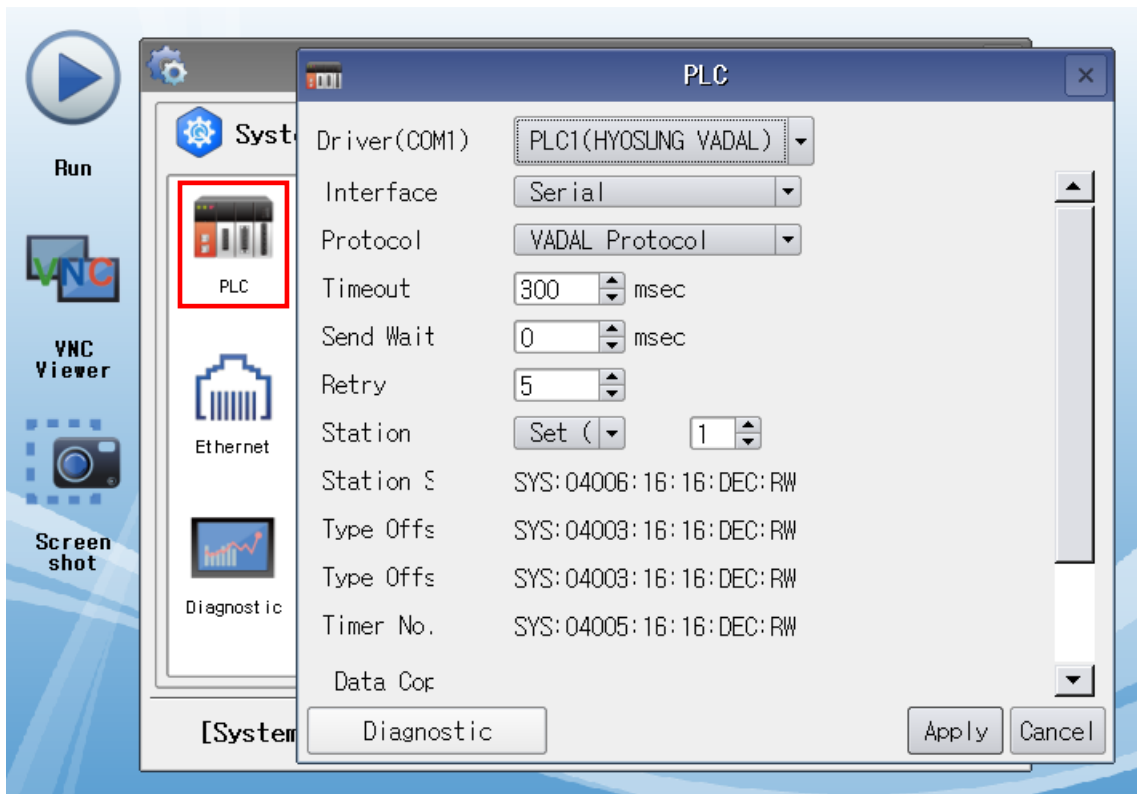 Run
VNC
VNC
Viewer
Screen
shot
Syst
PLC
Ethernet
Diagnostic
[System
PLC
Driver(COM1) PLC1(HYOSUNG VADAL)
Interface Serial
Protocol VADAL Protocol
Timeout 300 msec
Send Wait 0 msec
Retry 5
Station Set ( 1
Station S SYS:04006:16:16:DEC:RW
Type Offs SYS:04003:16:16:DEC:RW
Type Offs SYS:04003:16:16:DEC:RW
Timer No. SYS:04005:16:16:DEC:RW
Data Cop
Diagnostic Apply Cancel